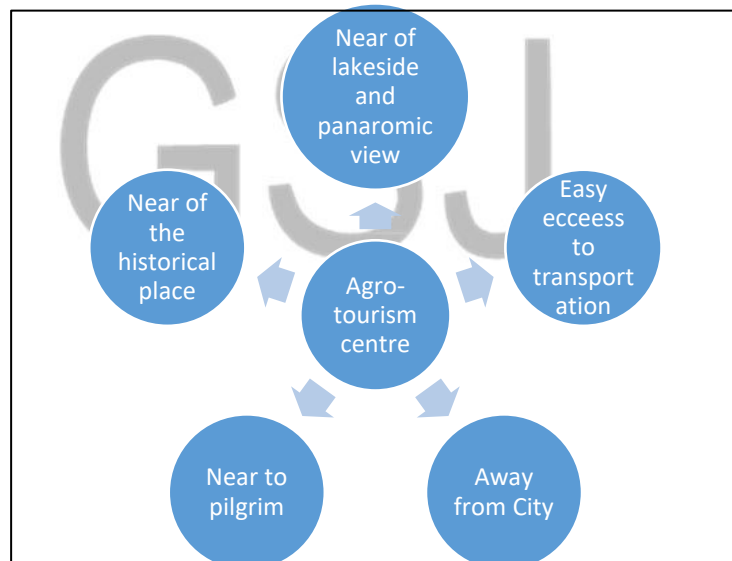 GSJ
Near of
lakeside
and
panaromic
view
Easy
ecceess
to
transport
ation
Near of
the
historical
place
Agro-
tourism
centre
Near to
pilgrim
Away
from City